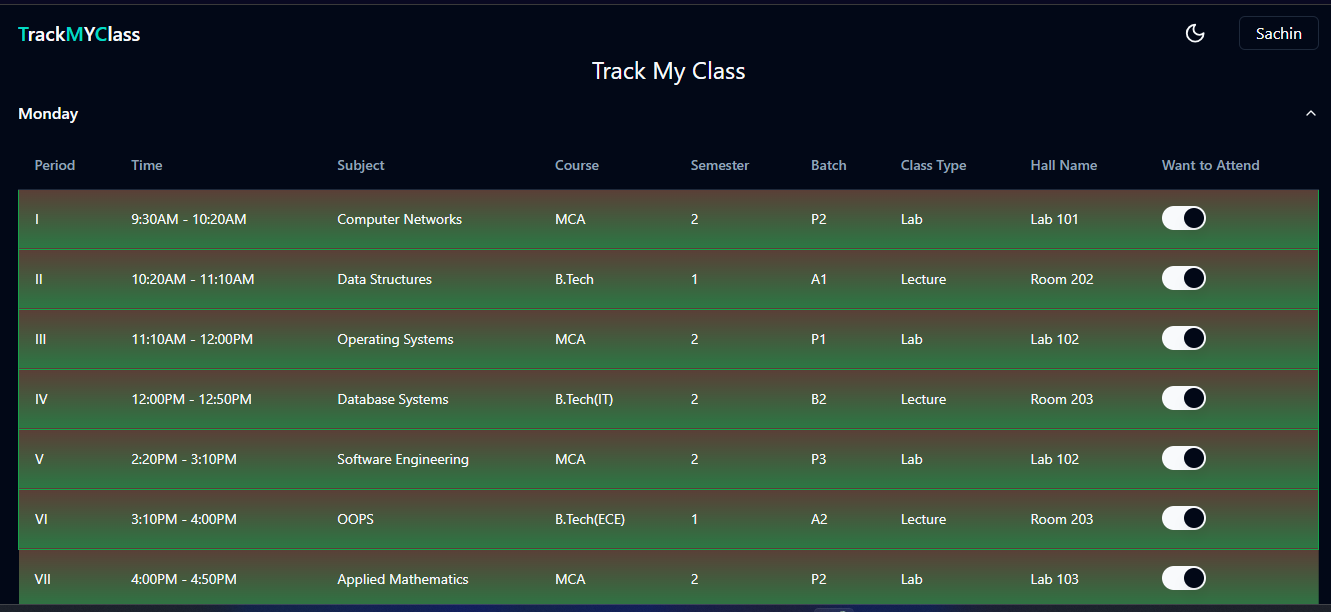 TrackMYClass
Sachin
Track My Class
Monday
Period Time Subject Course Semester Batch Class Type Hall Name Want to Attend
I 9:30AM - 10:20AM Computer Networks MCA 2 P2 Lab Lab 101
II 10:20AM - 11:10AM Data Structures B.Tech 1 A1 Lecture Room 202
III 11:10AM - 12:00PM Operating Systems MCA 2 P1 Lab Lab 102
IV 12:00PM - 12:50PM Database Systems B.Tech(IT) 2 B2 Lecture Room 203
V 2:20PM - 3:10PM Software Engineering MCA 2 P3 Lab Lab 102
VI 3:10PM - 4:00PM OOPS B.Tech(ECE) 1 A2 Lecture Room 203
VII 4:00PM - 4:50PM Applied Mathematics MCA 2 P2 Lab Lab 103